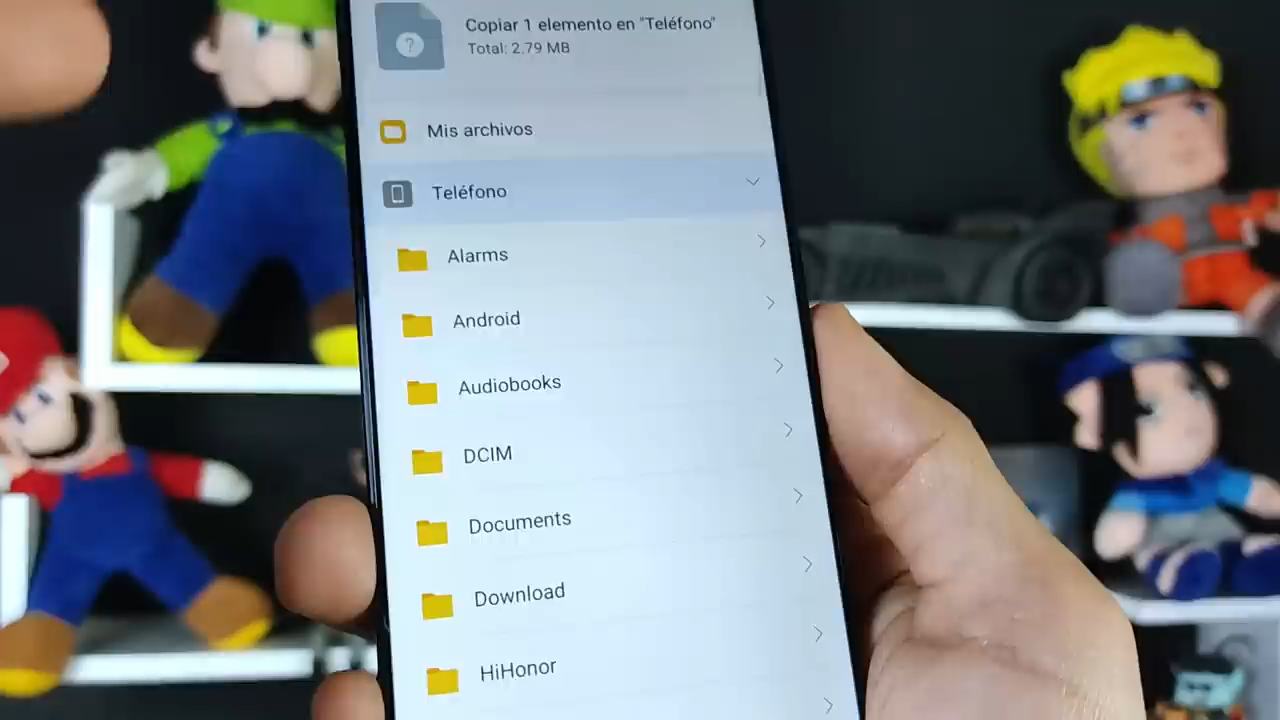 Copiar 1 elemento en "Teléfono"
Total: 2.79 MB
Mis archivos
Teléfono
Alarms
Android
Audiobooks
DCIM
Documents
Download
HiHonor